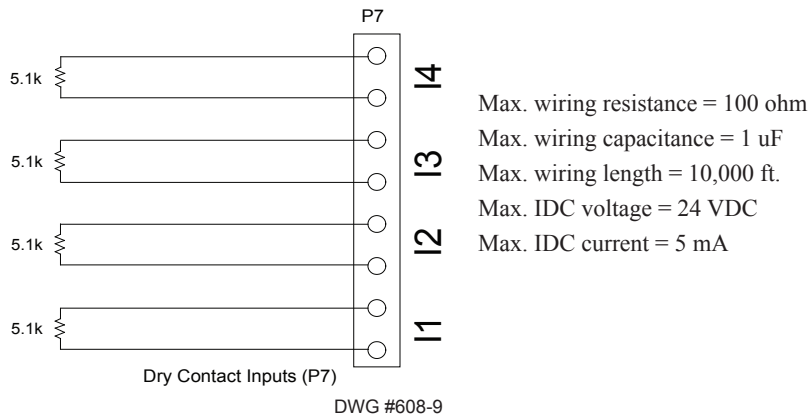 P7
5.1k
I4
5.1k
I3
5.1k
I2
5.1k
I1
Max. wiring resistance = 100 ohm
Max. wiring capacitance = 1 uF
Max. wiring length = 10,000 ft.
Max. IDC voltage = 24 VDC
Max. IDC current = 5 mA
Dry Contact Inputs (P7)
DWG #608-9